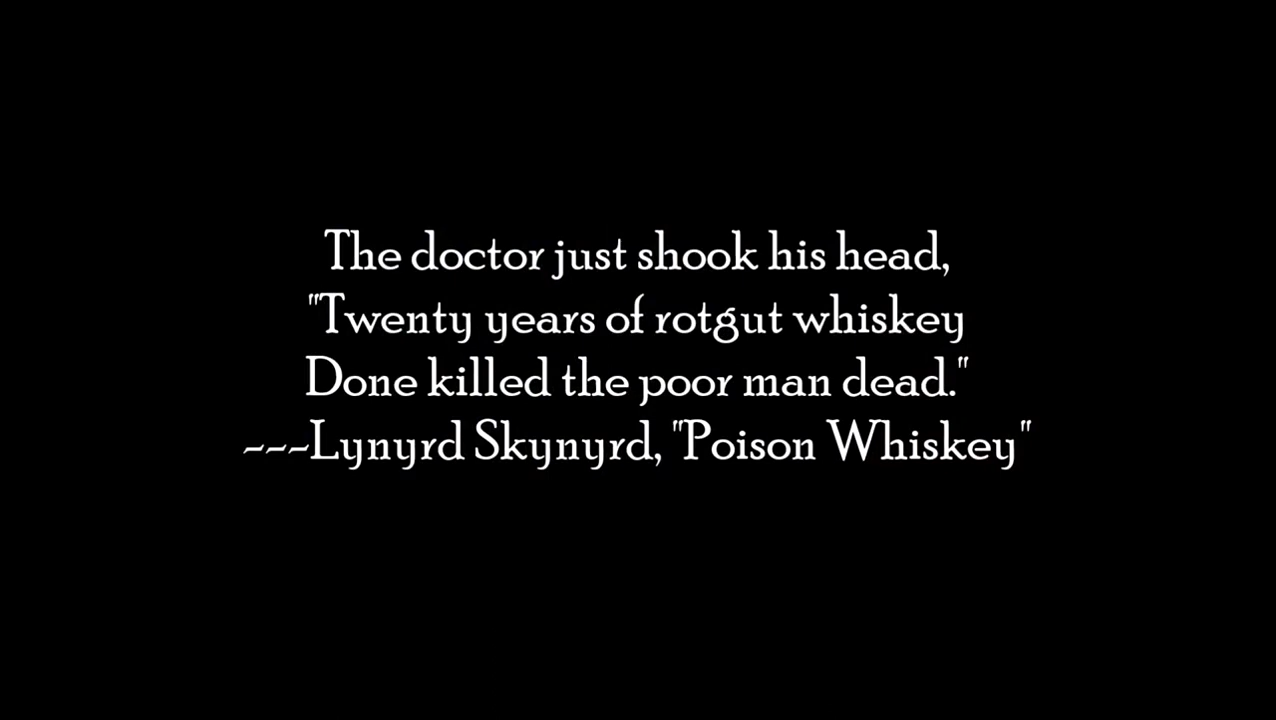 The doctor just shook his head,
"Twenty years of rotgut whiskey
Done killed the poor man dead."
---Lynyrd Skynyrd, "Poison Whiskey"